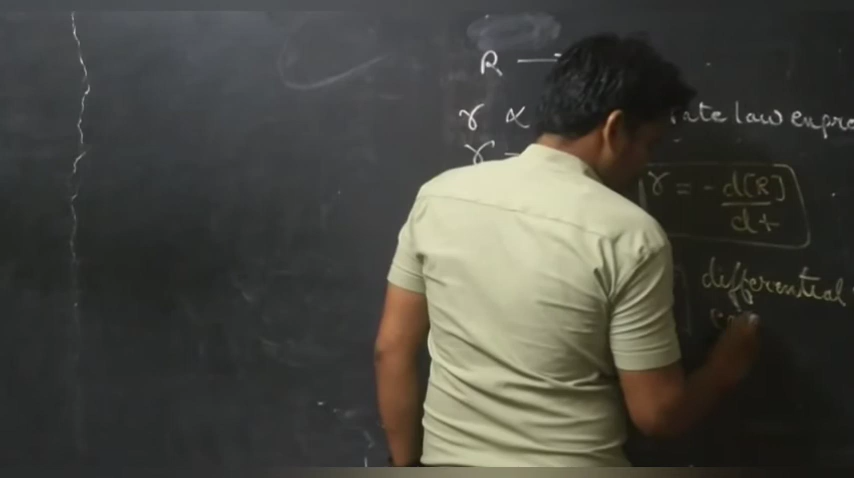 R →
r ∝ rate law expre
r
r = - d[R]/dt
differential